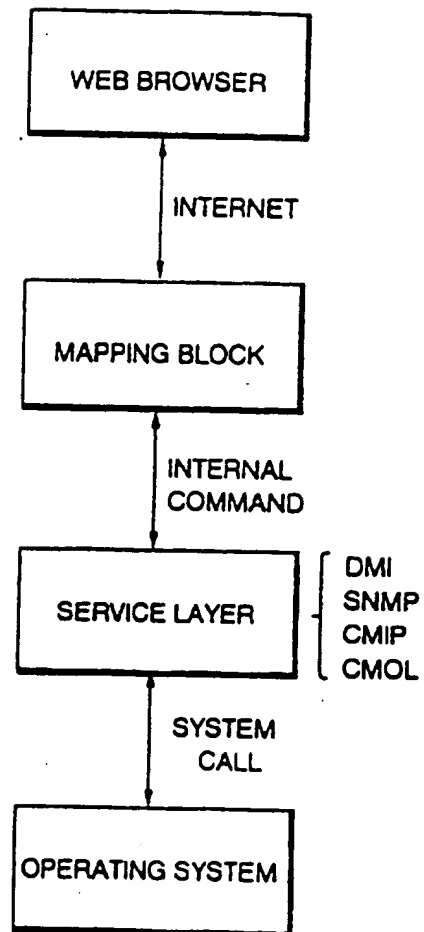 WEB BROWSER
INTERNET
MAPPING BLOCK
INTERNAL
COMMAND
SERVICE LAYER
DMI
SNMP
CMIP
CMOL
SYSTEM
CALL
OPERATING SYSTEM